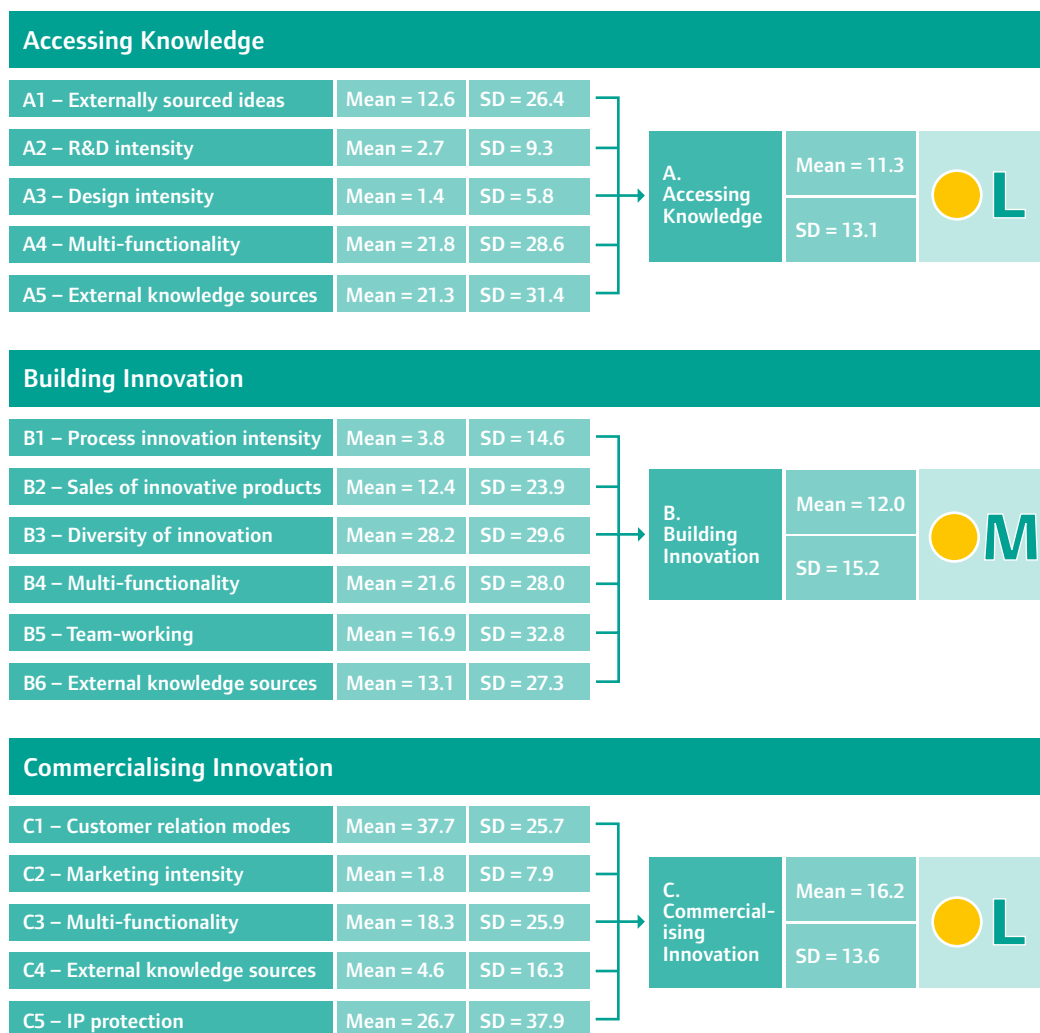 Accessing Knowledge
A1 – Externally sourced ideas Mean = 12.6 SD = 26.4
A2 – R&D intensity Mean = 2.7 SD = 9.3
A3 – Design intensity Mean = 1.4 SD = 5.8
A4 – Multi-functionality Mean = 21.8 SD = 28.6
A5 – External knowledge sources Mean = 21.3 SD = 31.4
A.
Accessing
Knowledge
Mean = 11.3
SD = 13.1
L
Building Innovation
B1 – Process innovation intensity Mean = 3.8 SD = 14.6
B2 – Sales of innovative products Mean = 12.4 SD = 23.9
B3 – Diversity of innovation Mean = 28.2 SD = 29.6
B4 – Multi-functionality Mean = 21.6 SD = 28.0
B5 – Team-working Mean = 16.9 SD = 32.8
B6 – External knowledge sources Mean = 13.1 SD = 27.3
B.
Building
Innovation
Mean = 12.0
SD = 15.2
M
Commercialising Innovation
C1 – Customer relation modes Mean = 37.7 SD = 25.7
C2 – Marketing intensity Mean = 1.8 SD = 7.9
C3 – Multi-functionality Mean = 18.3 SD = 25.9
C4 – External knowledge sources Mean = 4.6 SD = 16.3
C5 – IP protection Mean = 26.7 SD = 37.9
C.
Commercial-
ising
Innovation
Mean = 16.2
SD = 13.6
L